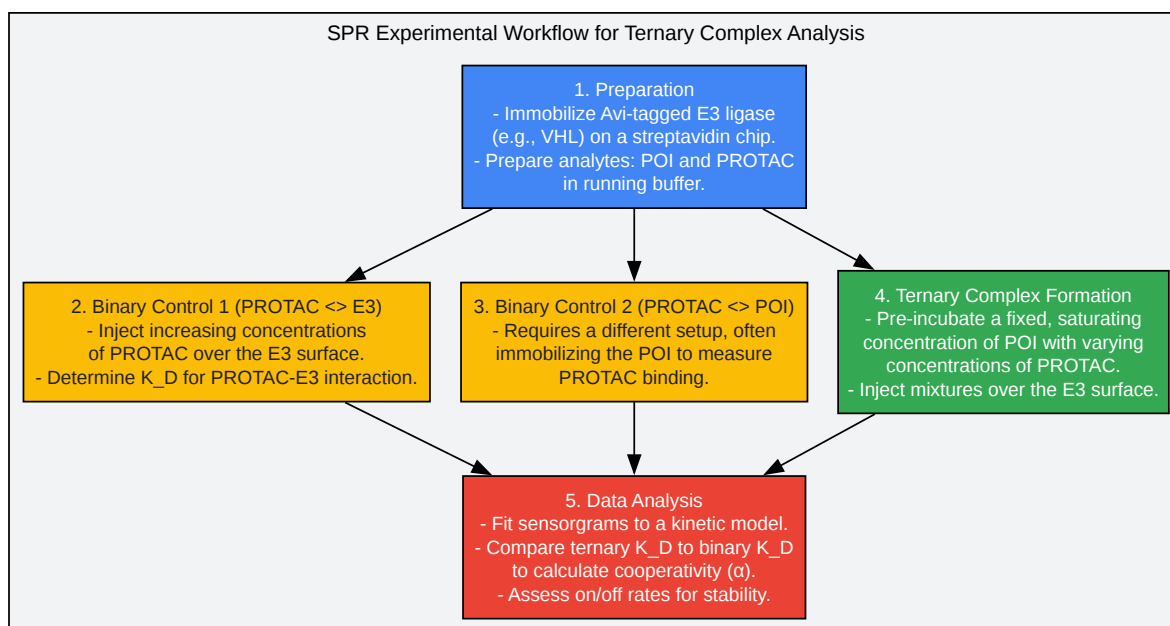 SPR Experimental Workflow for Ternary Complex Analysis
1. Preparation
- Immobilize Avi-tagged E3 ligase
(e.g., VHL) on a streptavidin chip.
- Prepare analytes: POI and PROTAC
in running buffer.
2. Binary Control 1 (PROTAC <> E3)
- Inject increasing concentrations
of PROTAC over the E3 surface.
- Determine K_D for PROTAC-E3 interaction.
3. Binary Control 2 (PROTAC <> POI)
- Requires a different setup, often
immobilizing the POI to measure
PROTAC binding.
4. Ternary Complex Formation
- Pre-incubate a fixed, saturating
concentration of POI with varying
concentrations of PROTAC.
- Inject mixtures over the E3 surface.
5. Data Analysis
- Fit sensorgrams to a kinetic model.
- Compare ternary K_D to binary K_D
to calculate cooperativity (α).
- Assess on/off rates for stability.